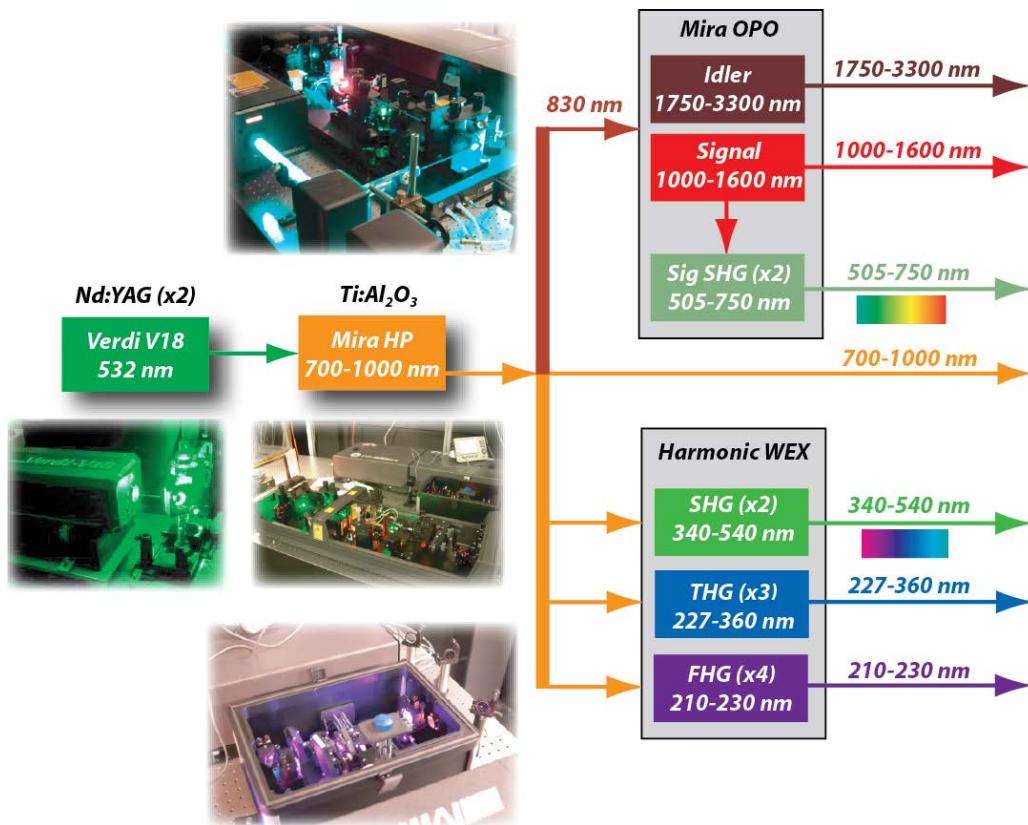 Mira OPO
Idler
1750-3300 nm
1750-3300 nm
830 nm
Signal
1000-1600 nm
1000-1600 nm
Sig SHG (x2)
505-750 nm
505-750 nm
Nd:YAG (x2)
Ti:Al₂O₃
Verdi V18
532 nm
Mira HP
700-1000 nm
700-1000 nm
Harmonic WEX
SHG (x2)
340-540 nm
340-540 nm
THG (x3)
227-360 nm
227-360 nm
FHG (x4)
210-230 nm
210-230 nm
Verdi-V18